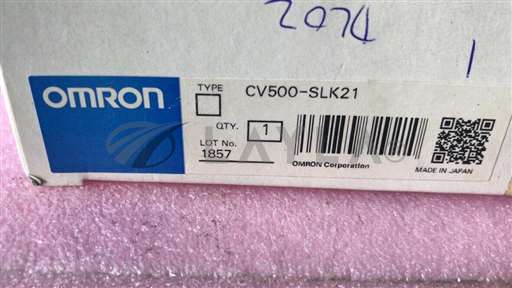 2074
1
OMRON
TYPE
CV500-SLK21
QTY.
1
LOT No.
1857
OMRON Corporation
MADE IN JAPAN